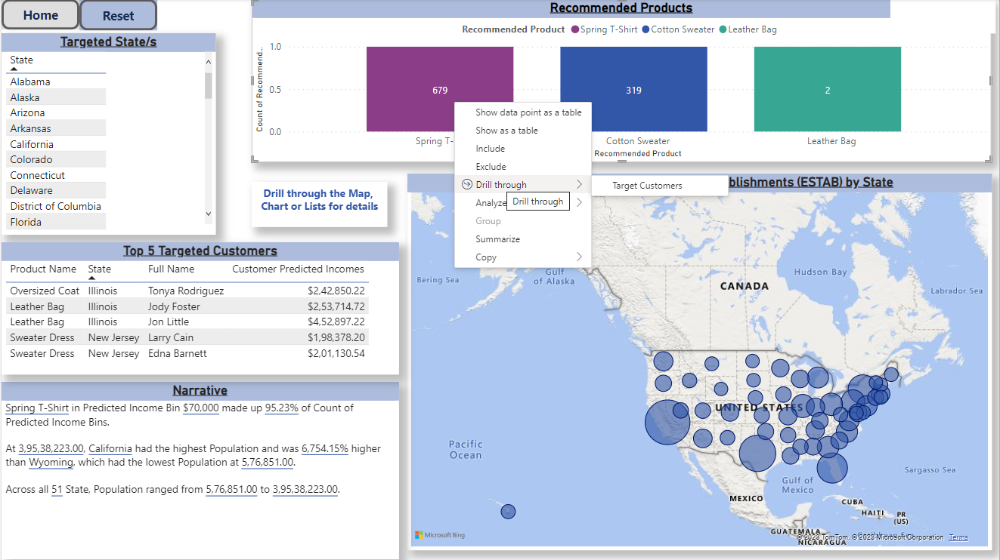 Home
Reset
Targeted State/s
State
Alabama
Alaska
Arizona
Arkansas
California
Colorado
Connecticut
Delaware
District of Columbia
Florida
Recommended Products
Recommended Product Spring T-Shirt Cotton Sweater Leather Bag
Count of Recommend...
1.0
0.5
0.0
679
319
2
Spring T-
Cotton Sweater
Leather Bag
Recommended Product
Show data point as a table
Show as a table
Include
Exclude
Drill through
Target Customers
Analyze
Drill through
Group
Summarize
Copy
Drill through the Map,
Chart or Lists for details
Top 5 Targeted Customers
Product Name State Full Name Customer Predicted Incomes
Oversized Coat Illinois Tonya Rodriguez $2,42,850.22
Leather Bag Illinois Jody Foster $2,53,714.72
Leather Bag Illinois Jon Little $4,52,897.22
Sweater Dress New Jersey Larry Cain $1,98,378.20
Sweater Dress New Jersey Edna Barnett $2,01,130.54
Narrative
Spring T-Shirt in Predicted Income Bin $70,000 made up 95.23% of Count of
Predicted Income Bins.
At 3,95,38,223.00, California had the highest Population and was 6,754.15% higher
than Wyoming, which had the lowest Population at 5,76,851.00.
Across all 51 State, Population ranged from 5,76,851.00 to 3,95,38,223.00.
blishments (ESTAB) by State
Bering Sea
Gulf
of Alaska
Hudson Bay
CANADA
Labrador Sea
UNITED STATES
Pacific
Ocean
Sargasso Sea
Gulf of
Mexico
MEXICO
CUBA
HAITI
PR
(US)
GUATEMALA
NICARAGUA
Microsoft Bing
© 2023 TomTom, © 2023 Microsoft Corporation Terms